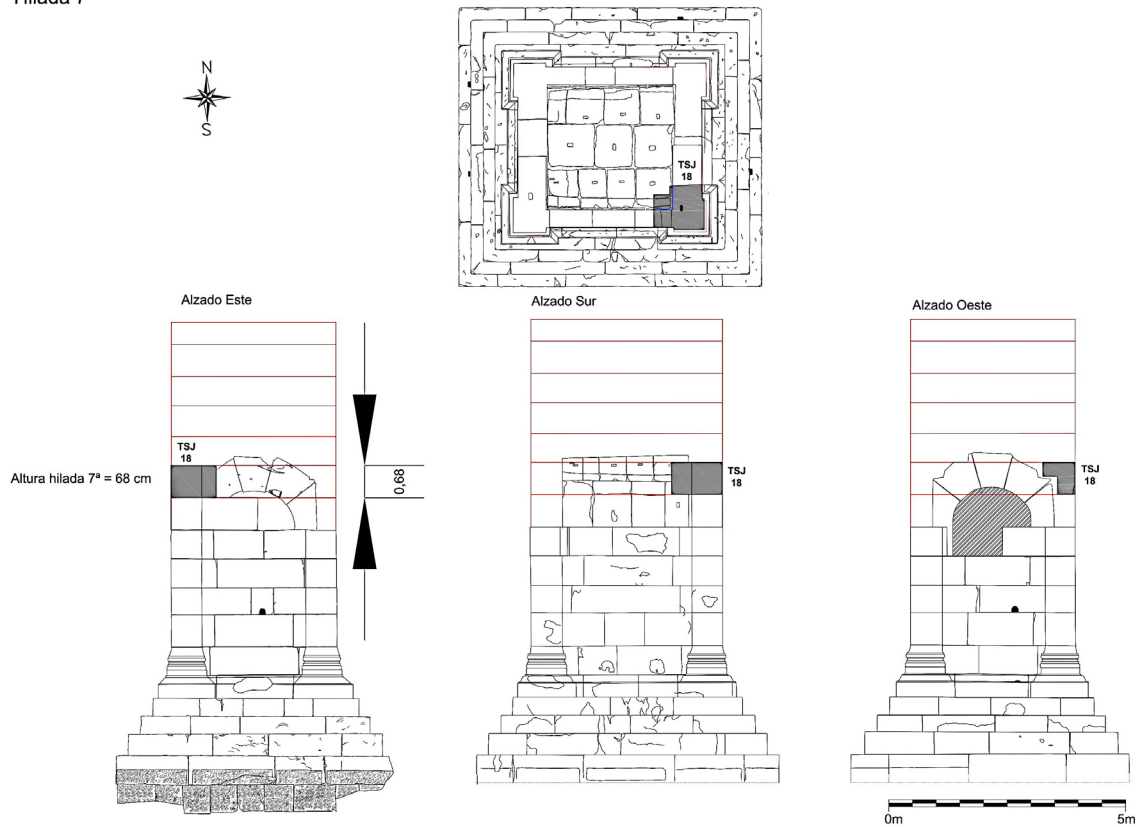 Hilada 7
N
S
TSJ
18
Alzado Este
Alzado Sur
Alzado Oeste
TSJ
18
Altura hilada 7ª = 68 cm
0,68
TSJ
18
TSJ
18
0m
5m